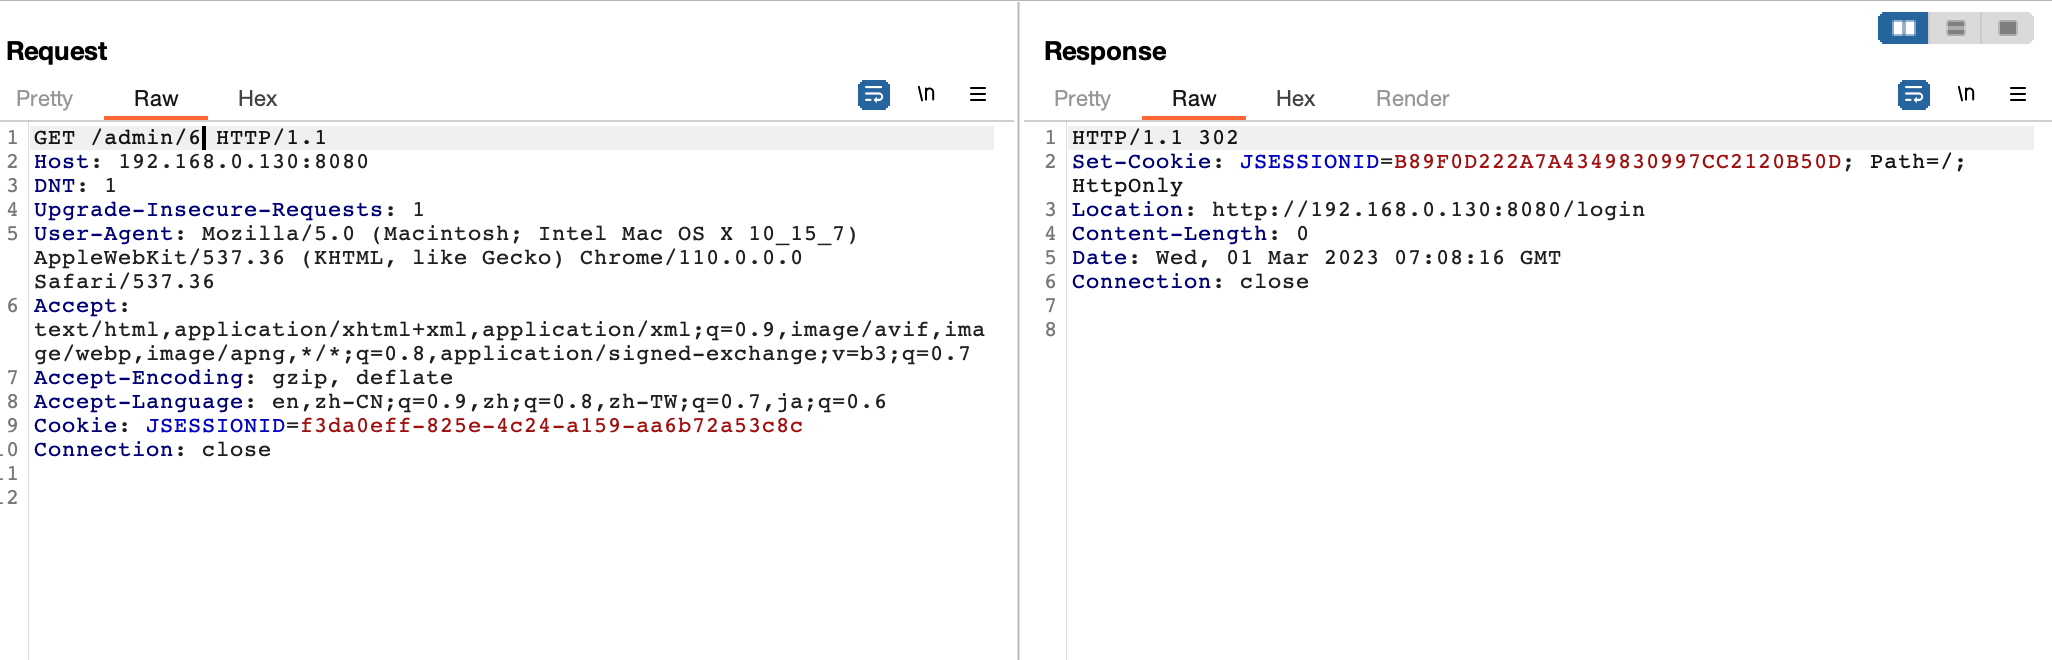 Request
Pretty Raw Hex \n
1 GET /admin/6 HTTP/1.1
2 Host: 192.168.0.130:8080
3 DNT: 1
4 Upgrade-Insecure-Requests: 1
5 User-Agent: Mozilla/5.0 (Macintosh; Intel Mac OS X 10_15_7)
AppleWebKit/537.36 (KHTML, like Gecko) Chrome/110.0.0.0
Safari/537.36
6 Accept:
text/html,application/xhtml+xml,application/xml;q=0.9,image/avif,ima
ge/webp,image/apng,*/*;q=0.8,application/signed-exchange;v=b3;q=0.7
7 Accept-Encoding: gzip, deflate
8 Accept-Language: en,zh-CN;q=0.9,zh;q=0.8,zh-TW;q=0.7,ja;q=0.6
9 Cookie: JSESSIONID=f3da0eff-825e-4c24-a159-aa6b72a53c8c
.0 Connection: close
.1
.2
Response
Pretty Raw Hex Render \n
1 HTTP/1.1 302
2 Set-Cookie: JSESSIONID=B89F0D222A7A4349830997CC2120B50D; Path=/;
HttpOnly
3 Location: http://192.168.0.130:8080/login
4 Content-Length: 0
5 Date: Wed, 01 Mar 2023 07:08:16 GMT
6 Connection: close
7
8